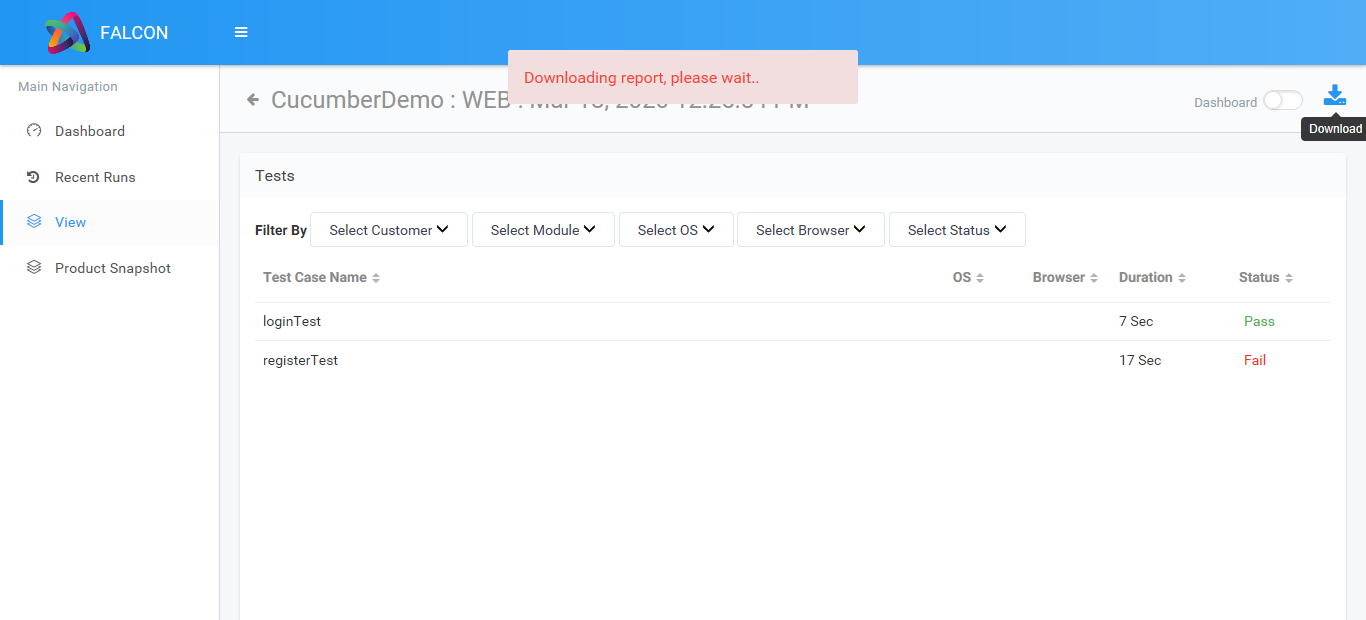 FALCON
Downloading report, please wait..
Main Navigation
CucumberDemo : WEB :
Dashboard
Download
Dashboard
Recent Runs
View
Product Snapshot
Tests
Filter By Select Customer Select Module Select OS Select Browser Select Status
Test Case Name OS Browser Duration Status
loginTest 7 Sec Pass
registerTest 17 Sec Fail